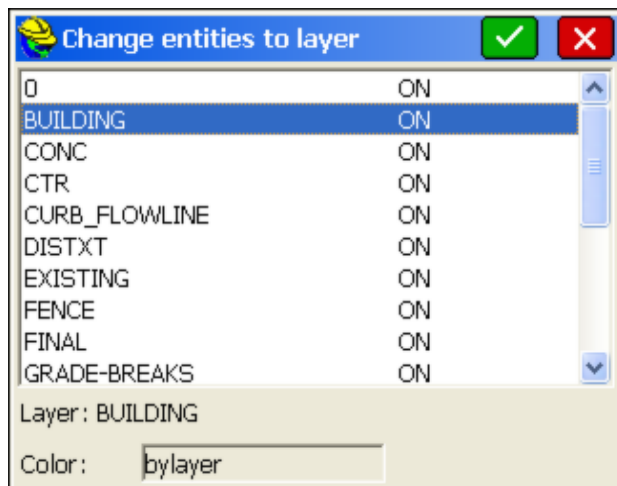 Change entities to layer
0 ON
BUILDING ON
CONC ON
CTR ON
CURB_FLOWLINE ON
DISTXT ON
EXISTING ON
FENCE ON
FINAL ON
GRADE-BREAKS ON
Layer: BUILDING
Color: bylayer